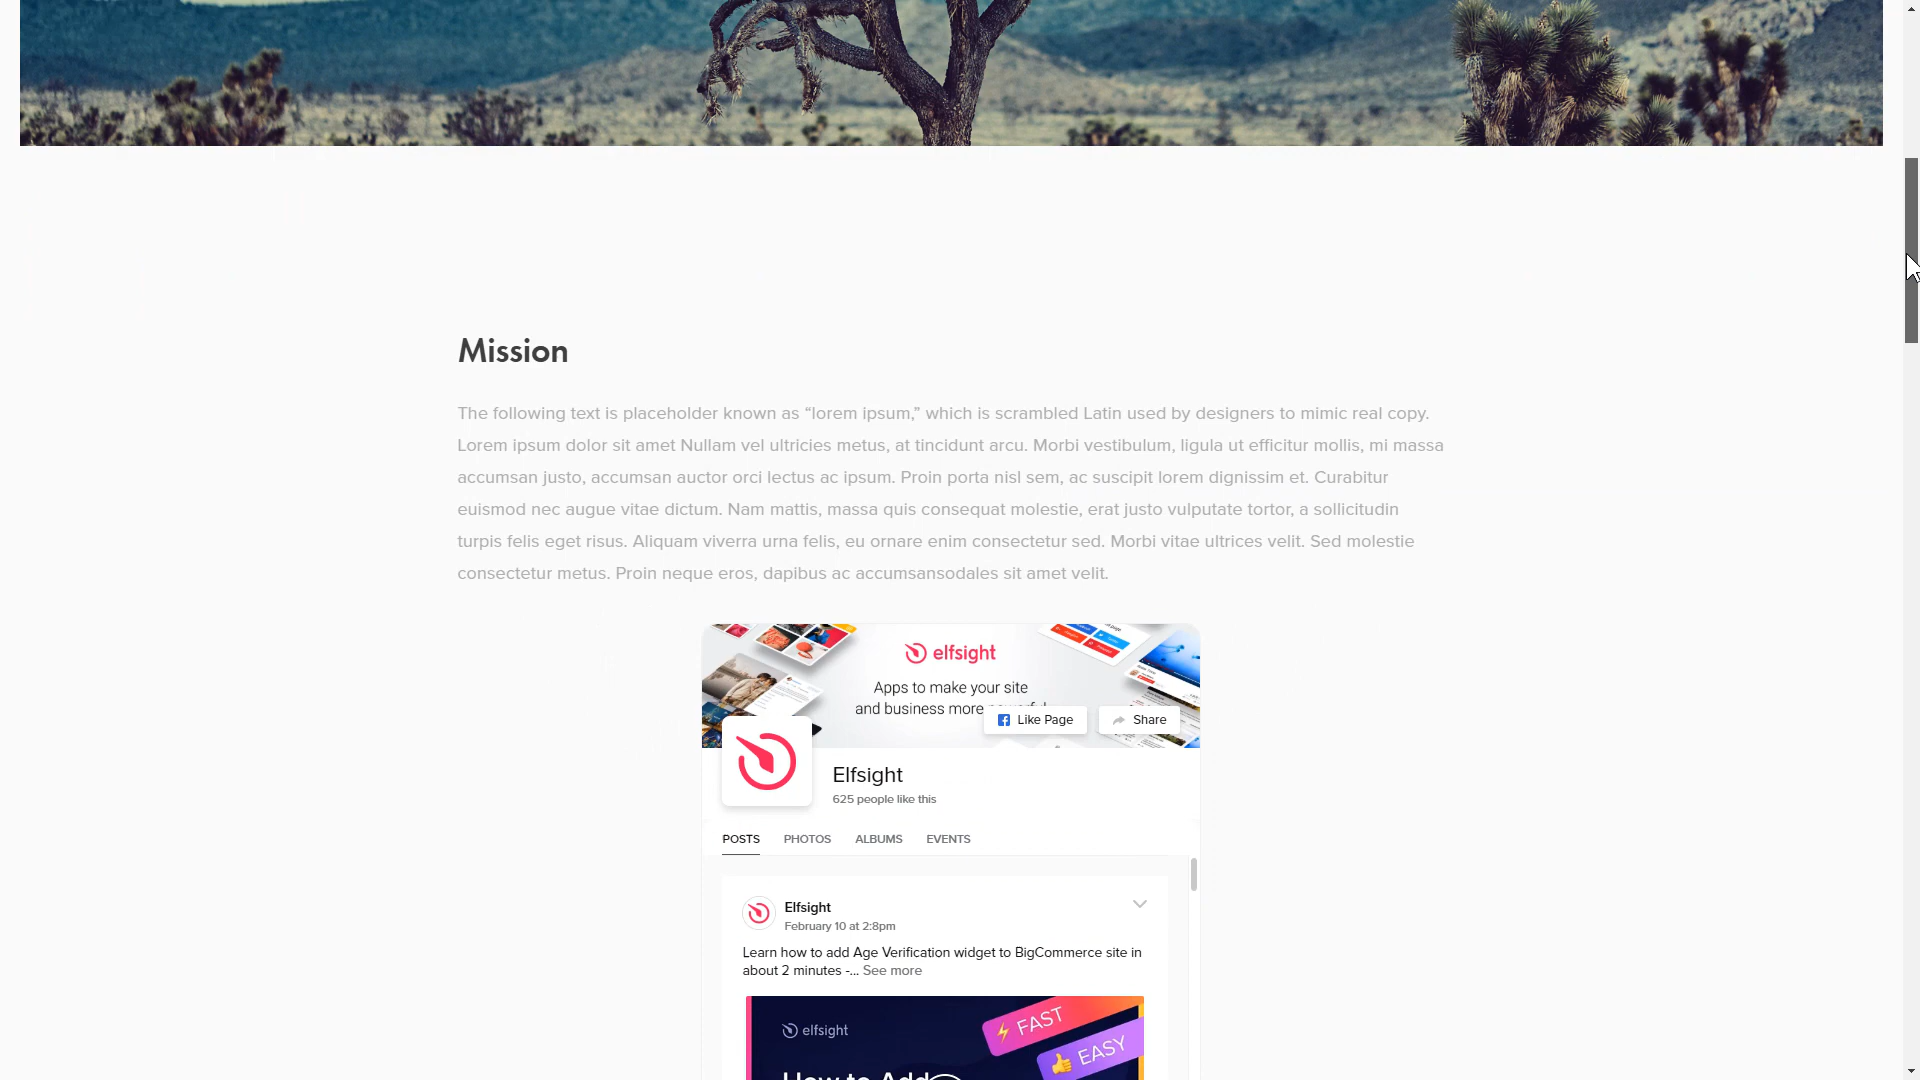 Mission
The following text is placeholder known as “lorem ipsum,” which is scrambled Latin used by designers to mimic real copy.
Lorem ipsum dolor sit amet Nullam vel ultricies metus, at tincidunt arcu. Morbi vestibulum, ligula ut efficitur mollis, mi massa
accumsan justo, accumsan auctor orci lectus ac ipsum. Proin porta nisl sem, ac suscipit lorem dignissim et. Curabitur
euismod nec augue vitae dictum. Nam mattis, massa quis consequat molestie, erat justo vulputate tortor, a sollicitudin
turpis felis eget risus. Aliquam viverra urna felis, eu ornare enim consectetur sed. Morbi vitae ultrices velit. Sed molestie
consectetur metus. Proin neque eros, dapibus ac accumsansodales sit amet velit.
elfsight
Apps to make your site
and business more
Like Page
Share
Elfsight
625 people like this
POSTS PHOTOS ALBUMS EVENTS
Elfsight
February 10 at 2:8pm
Learn how to add Age Verification widget to BigCommerce site in
about 2 minutes -... See more
elfsight
FAST
EASY
How to Add